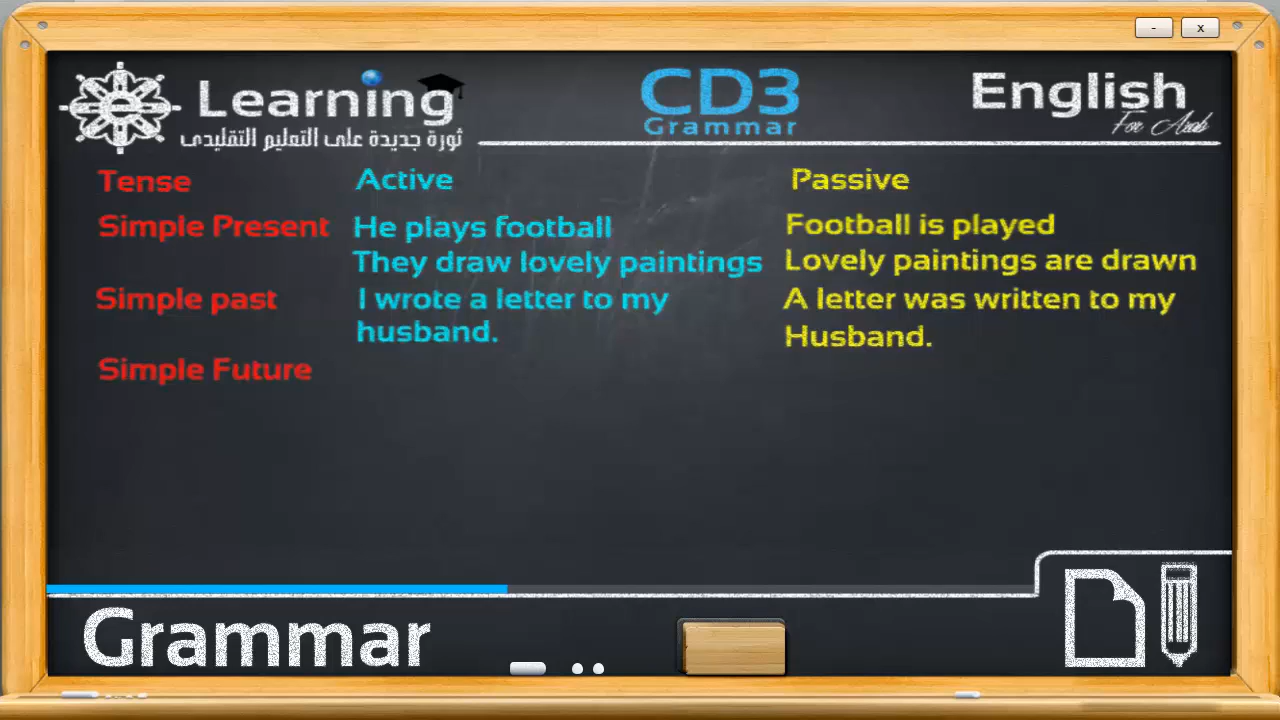 - x
Learning
ثورة جديدة على التعليم التقليدى
CD3
Grammar
English
For Arab
Tense Active Passive
Simple Present He plays football Football is played
They draw lovely paintings Lovely paintings are drawn
Simple past I wrote a letter to my A letter was written to my
husband. Husband.
Simple Future
Grammar